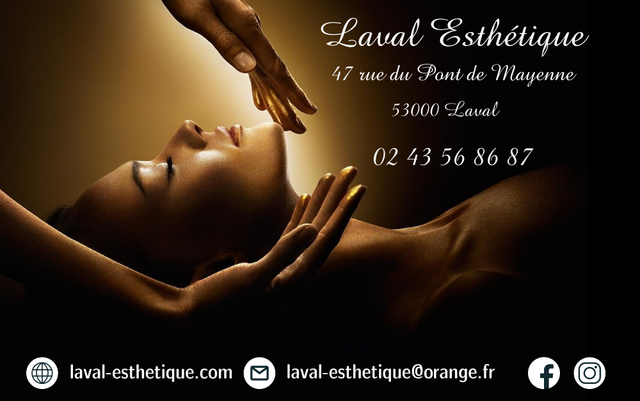 Laval Esthétique
47 rue du Pont de Mayenne
53000 Laval
02 43 56 86 87
laval-esthetique.com laval-esthetique@orange.fr